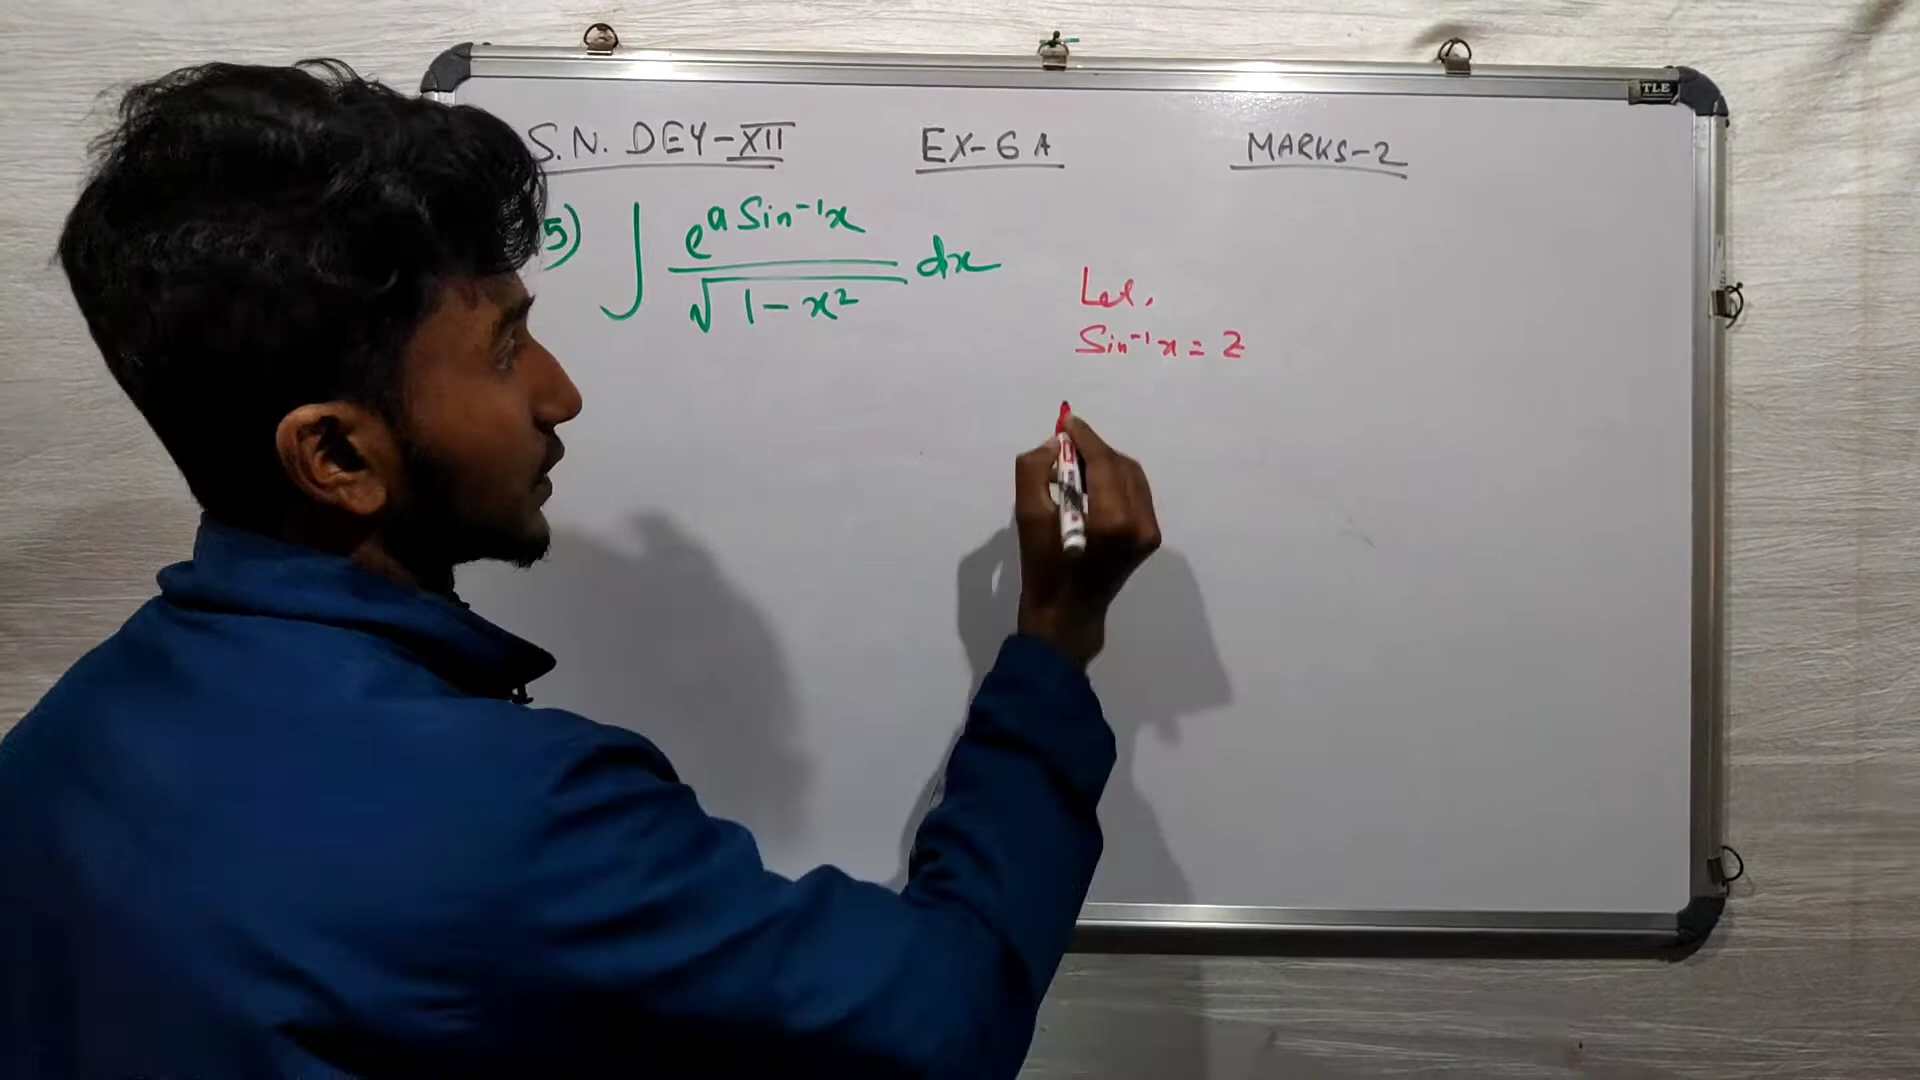 S.N. DEY-XII EX-6A MARKS-2
5) ∫ e^(a Sin⁻¹x) / √(1-x²) dx
Let,
Sin⁻¹x = z
TLE